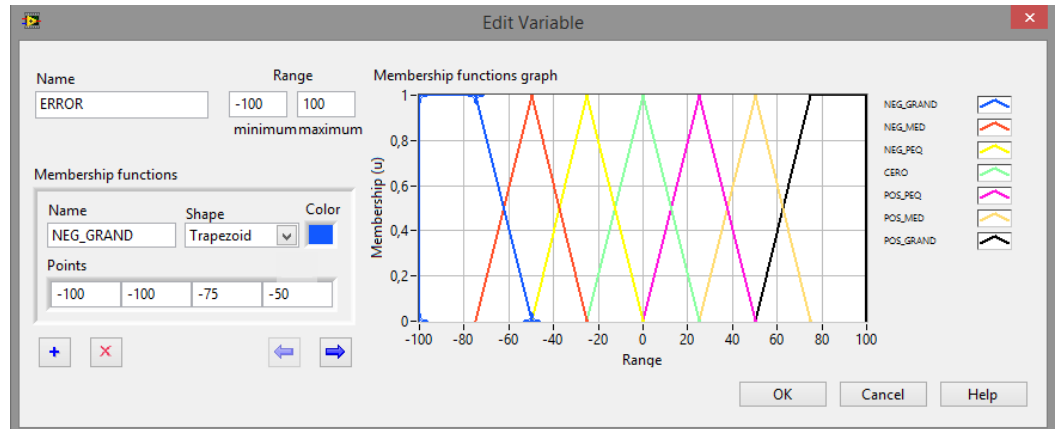 Edit Variable
Name
Range
ERROR
-100
100
minimum maximum
Membership functions
Name
Shape
Color
NEG_GRAND
Trapezoid
Points
-100
-100
-75
-50
Membership functions graph
Membership (u)
1
0,8
0,6
0,4
0,2
0
-100 -80 -60 -40 -20 0 20 40 60 80 100
Range
NEG_GRAND
NEG_MED
NEG_PEQ
CERO
POS_PEQ
POS_MED
POS_GRAND
OK
Cancel
Help